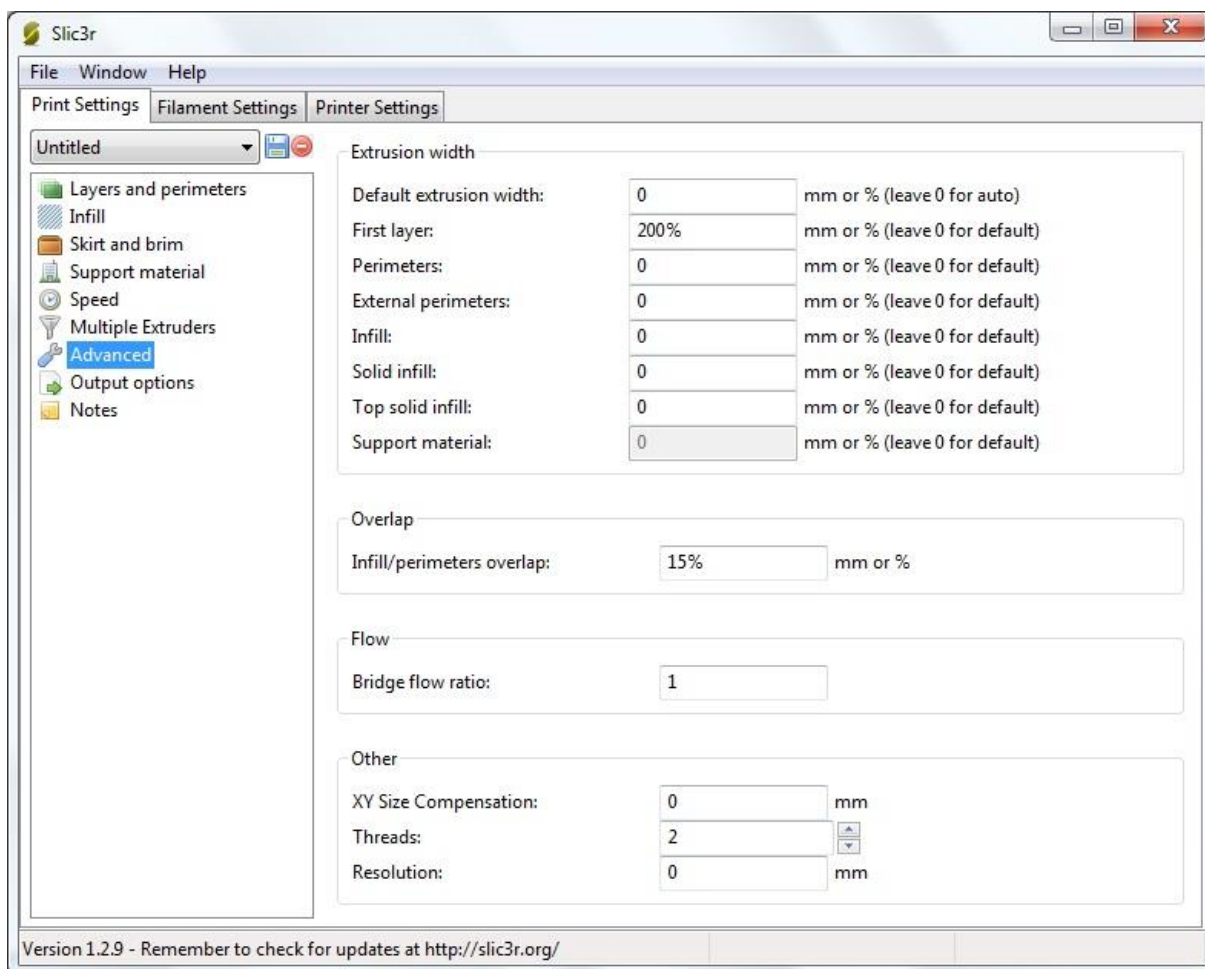 Slic3r
File Window Help
Print Settings Filament Settings Printer Settings
Untitled
Layers and perimeters
Infill
Skirt and brim
Support material
Speed
Multiple Extruders
Advanced
Output options
Notes
Extrusion width
Default extrusion width: 0 mm or % (leave 0 for auto)
First layer: 200% mm or % (leave 0 for default)
Perimeters: 0 mm or % (leave 0 for default)
External perimeters: 0 mm or % (leave 0 for default)
Infill: 0 mm or % (leave 0 for default)
Solid infill: 0 mm or % (leave 0 for default)
Top solid infill: 0 mm or % (leave 0 for default)
Support material: 0 mm or % (leave 0 for default)
Overlap
Infill/perimeters overlap: 15% mm or %
Flow
Bridge flow ratio: 1
Other
XY Size Compensation: 0 mm
Threads: 2
Resolution: 0 mm
Version 1.2.9 - Remember to check for updates at http://slic3r.org/